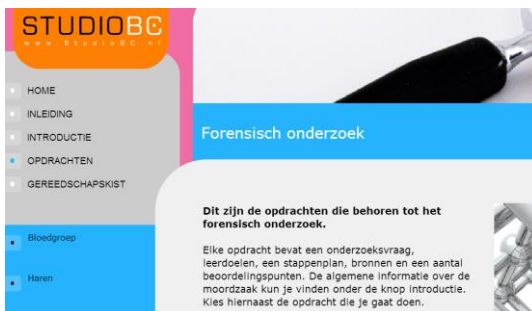 STUDIOBC
www.StudioBC.nl
HOME
INLEIDING
INTRODUCTIE
OPDRACHTEN
GEREEDSCHAPSKIST
Bloedgroep
Haren
Forensisch onderzoek
Dit zijn de opdrachten die behoren tot het
forensisch onderzoek.
Elke opdracht bevat een onderzoeksvraag,
leerdoelen, een stappenplan, bronnen en een aantal
beoordelingspunten. De algemene informatie over de
moordzaak kun je vinden onder de knop introductie.
Kies hiernaast de opdracht die je gaat doen.